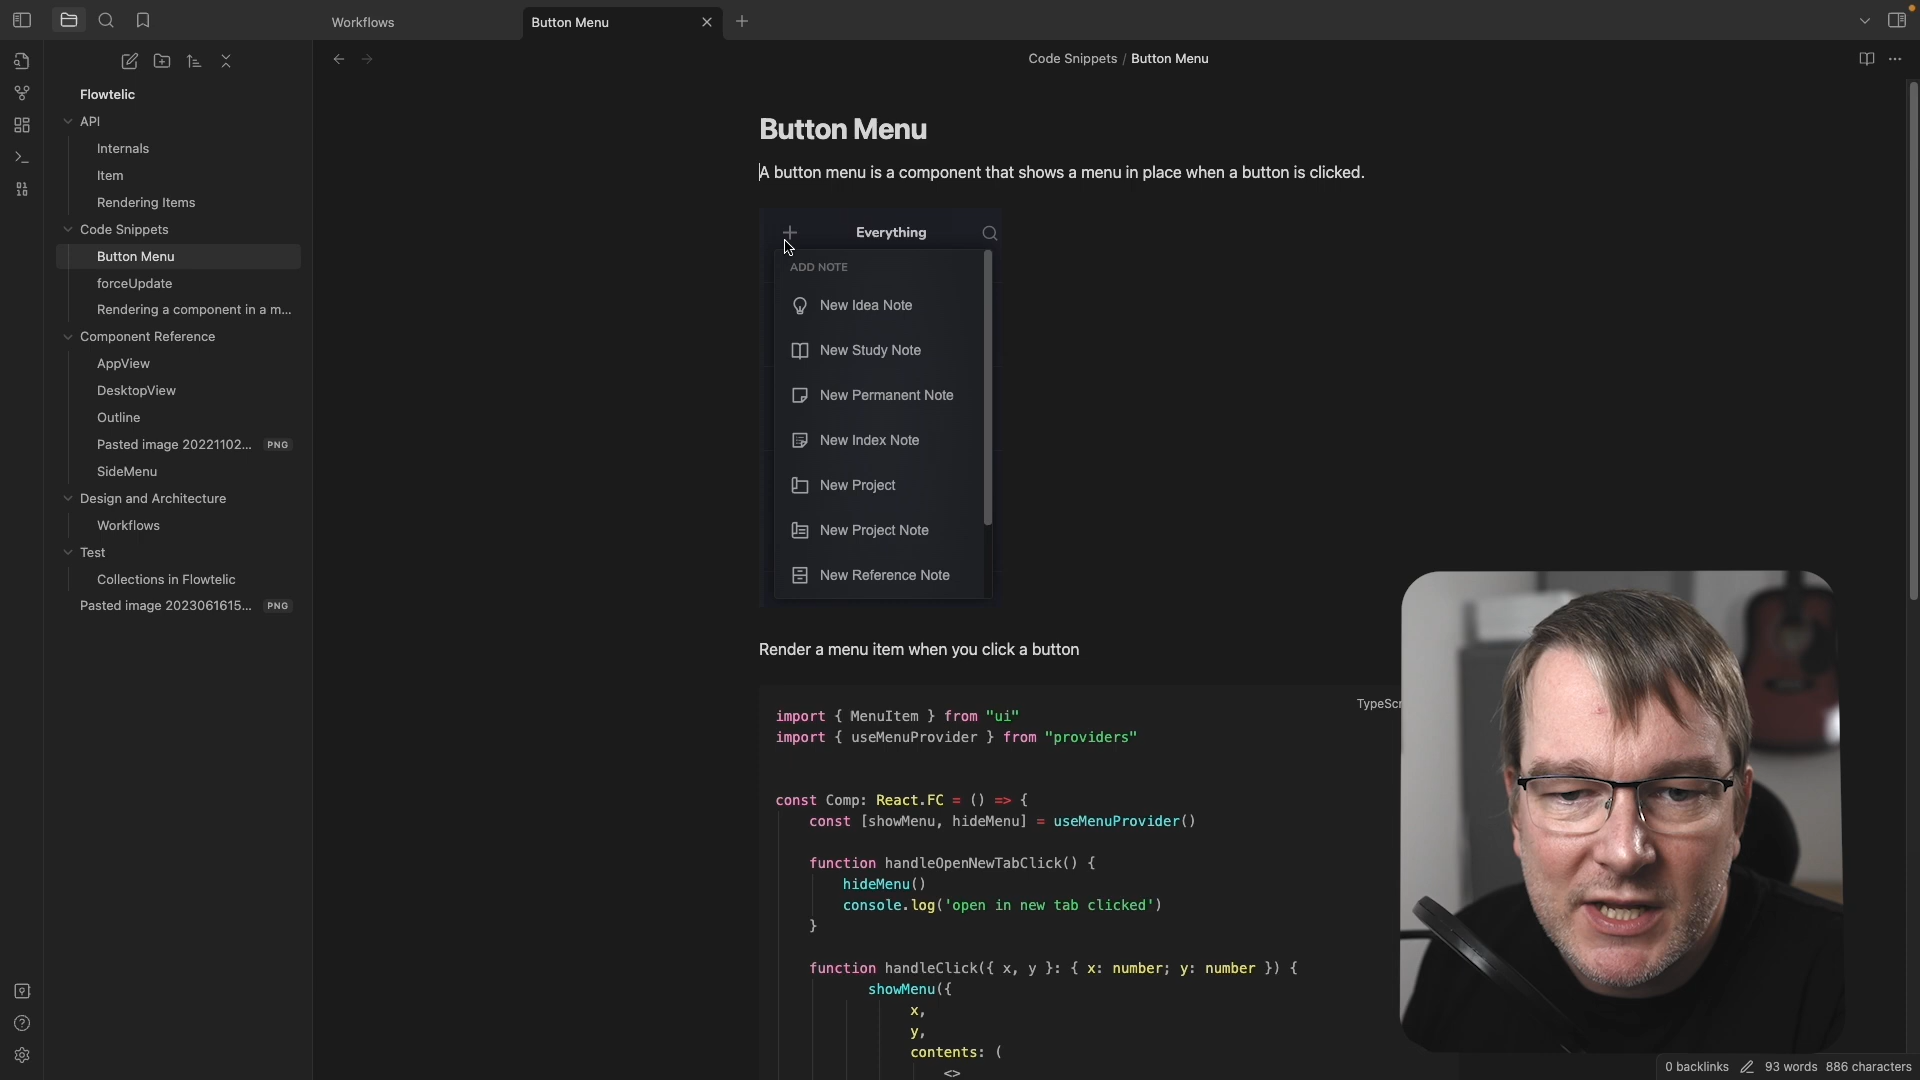 Workflows
Button Menu
Code Snippets / Button Menu
Flowtelic
API
Internals
Item
Rendering Items
Code Snippets
Button Menu
forceUpdate
Rendering a component in a m...
Component Reference
AppView
DesktopView
Outline
Pasted image 20221102... PNG
SideMenu
Design and Architecture
Workflows
Test
Collections in Flowtelic
Pasted image 2023061615... PNG
Button Menu
A button menu is a component that shows a menu in place when a button is clicked.
Everything
ADD NOTE
New Idea Note
New Study Note
New Permanent Note
New Index Note
New Project
New Project Note
New Reference Note
Render a menu item when you click a button
TypeScr
import { MenuItem } from "ui"
import { useMenuProvider } from "providers"
const Comp: React.FC = () => {
const [showMenu, hideMenu] = useMenuProvider()
function handleOpenNewTabClick() {
hideMenu()
console.log('open in new tab clicked')
}
function handleClick({ x, y }: { x: number; y: number }) {
showMenu({
x,
y,
contents: (
<>
0 backlinks 93 words 886 characters